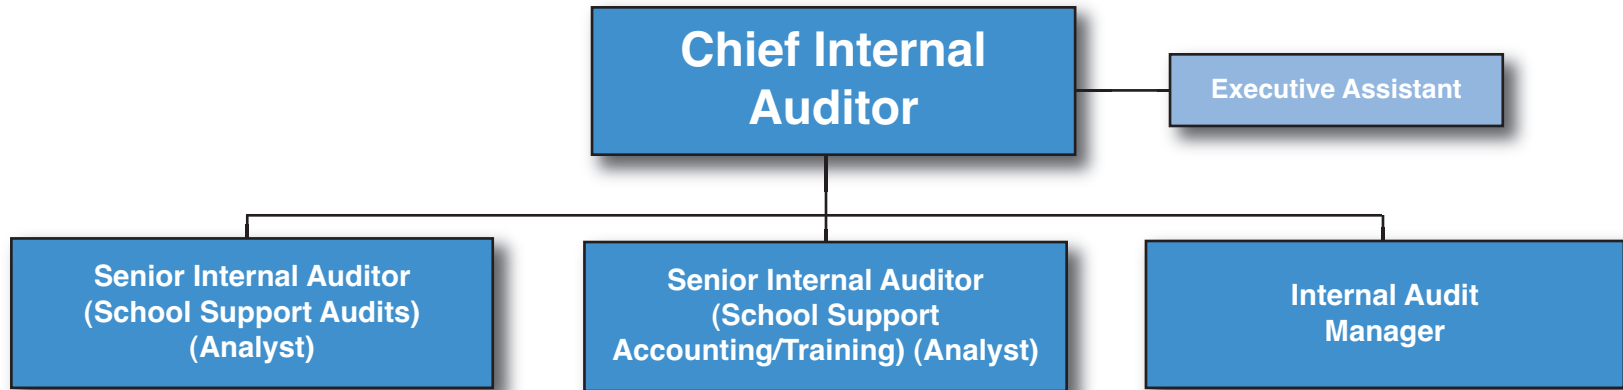 Chief Internal
Auditor
Executive Assistant
Senior Internal Auditor
(School Support Audits)
(Analyst)
Senior Internal Auditor
(School Support
Accounting/Training) (Analyst)
Internal Audit
Manager